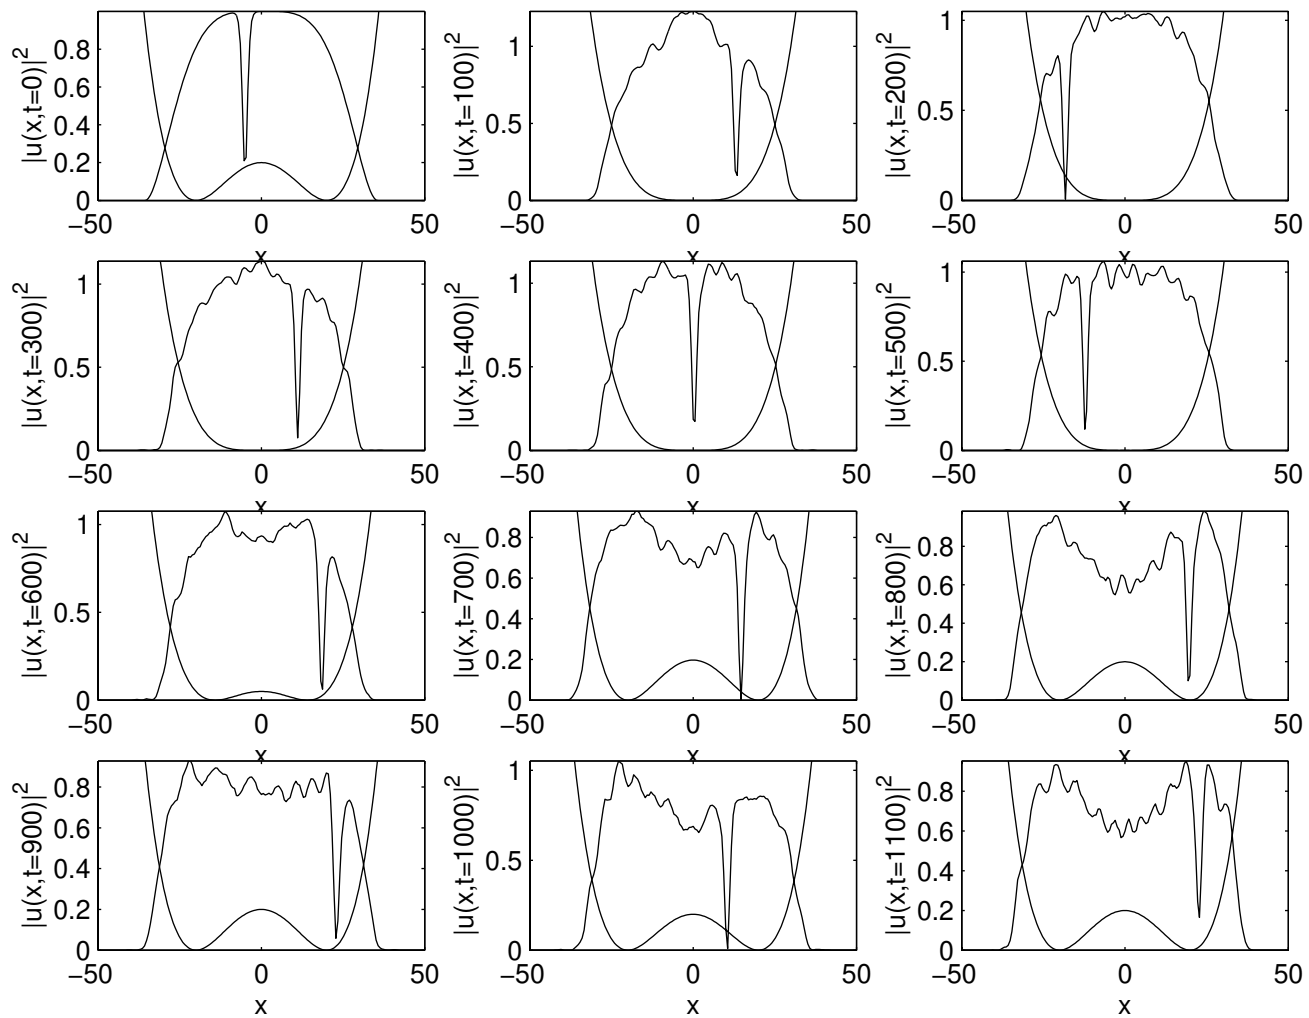 |u(x,t=0)|²
0.8
0.6
0.4
0.2
0
−50 0 50
x
|u(x,t=100)|²
1
0.5
0
−50 0 50
x
|u(x,t=200)|²
1
0.5
0
−50 0 50
x
|u(x,t=300)|²
1
0.5
0
−50 0 50
x
|u(x,t=400)|²
1
0.5
0
−50 0 50
x
|u(x,t=500)|²
1
0.5
0
−50 0 50
x
|u(x,t=600)|²
1
0.5
0
−50 0 50
x
|u(x,t=700)|²
0.8
0.6
0.4
0.2
0
−50 0 50
x
|u(x,t=800)|²
0.8
0.6
0.4
0.2
0
−50 0 50
x
|u(x,t=900)|²
0.8
0.6
0.4
0.2
0
−50 0 50
x
|u(x,t=1000)|²
1
0.5
0
−50 0 50
x
|u(x,t=1100)|²
0.8
0.6
0.4
0.2
0
−50 0 50
x